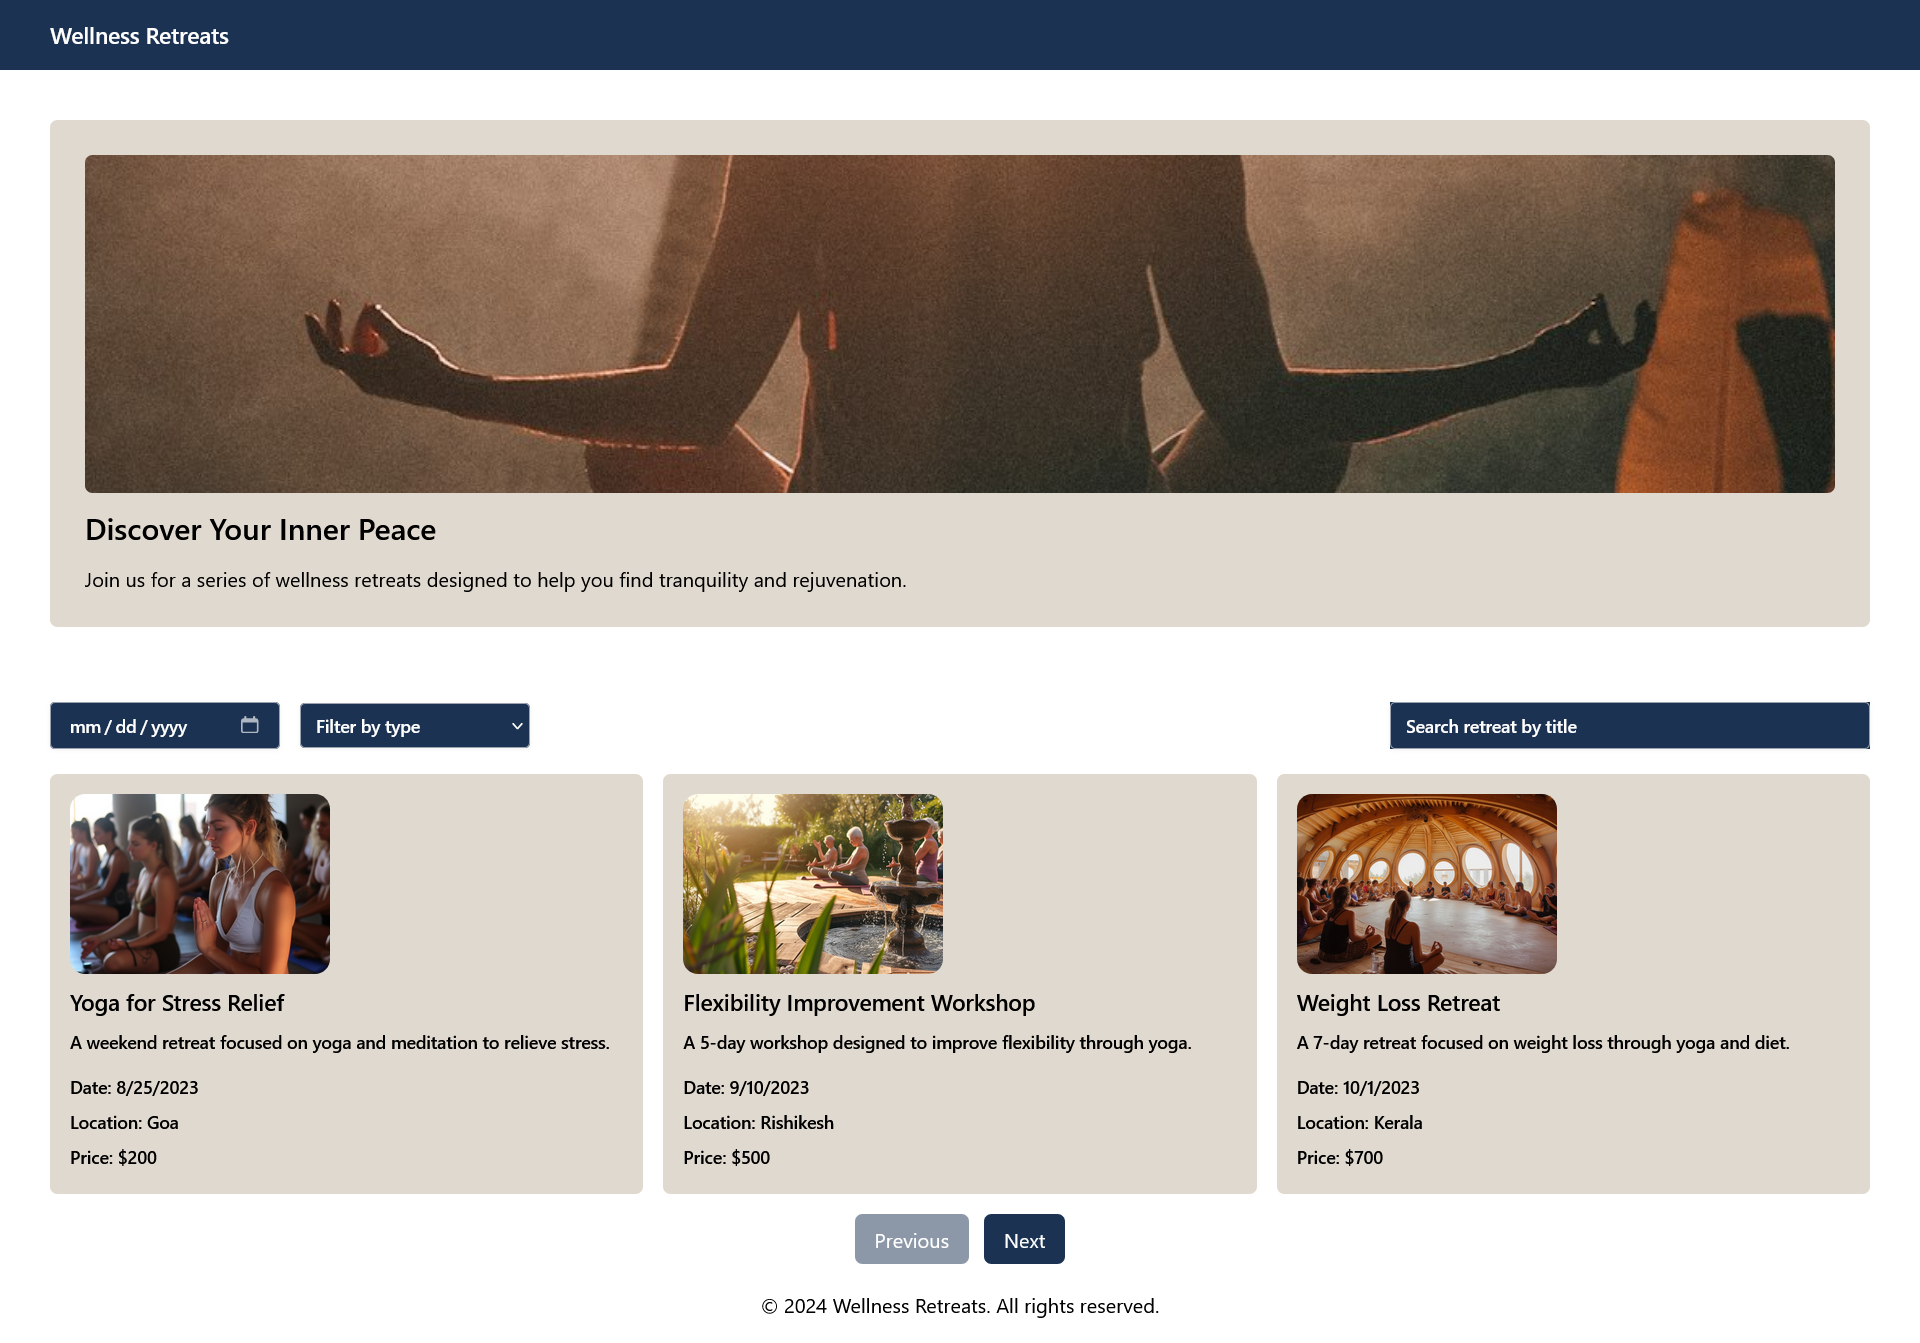 Wellness Retreats
Discover Your Inner Peace
Join us for a series of wellness retreats designed to help you find tranquility and rejuvenation.
mm / dd / yyyy
Filter by type
Search retreat by title
Yoga for Stress Relief
A weekend retreat focused on yoga and meditation to relieve stress.
Date: 8/25/2023
Location: Goa
Price: $200
Flexibility Improvement Workshop
A 5-day workshop designed to improve flexibility through yoga.
Date: 9/10/2023
Location: Rishikesh
Price: $500
Weight Loss Retreat
A 7-day retreat focused on weight loss through yoga and diet.
Date: 10/1/2023
Location: Kerala
Price: $700
Previous
Next
© 2024 Wellness Retreats. All rights reserved.